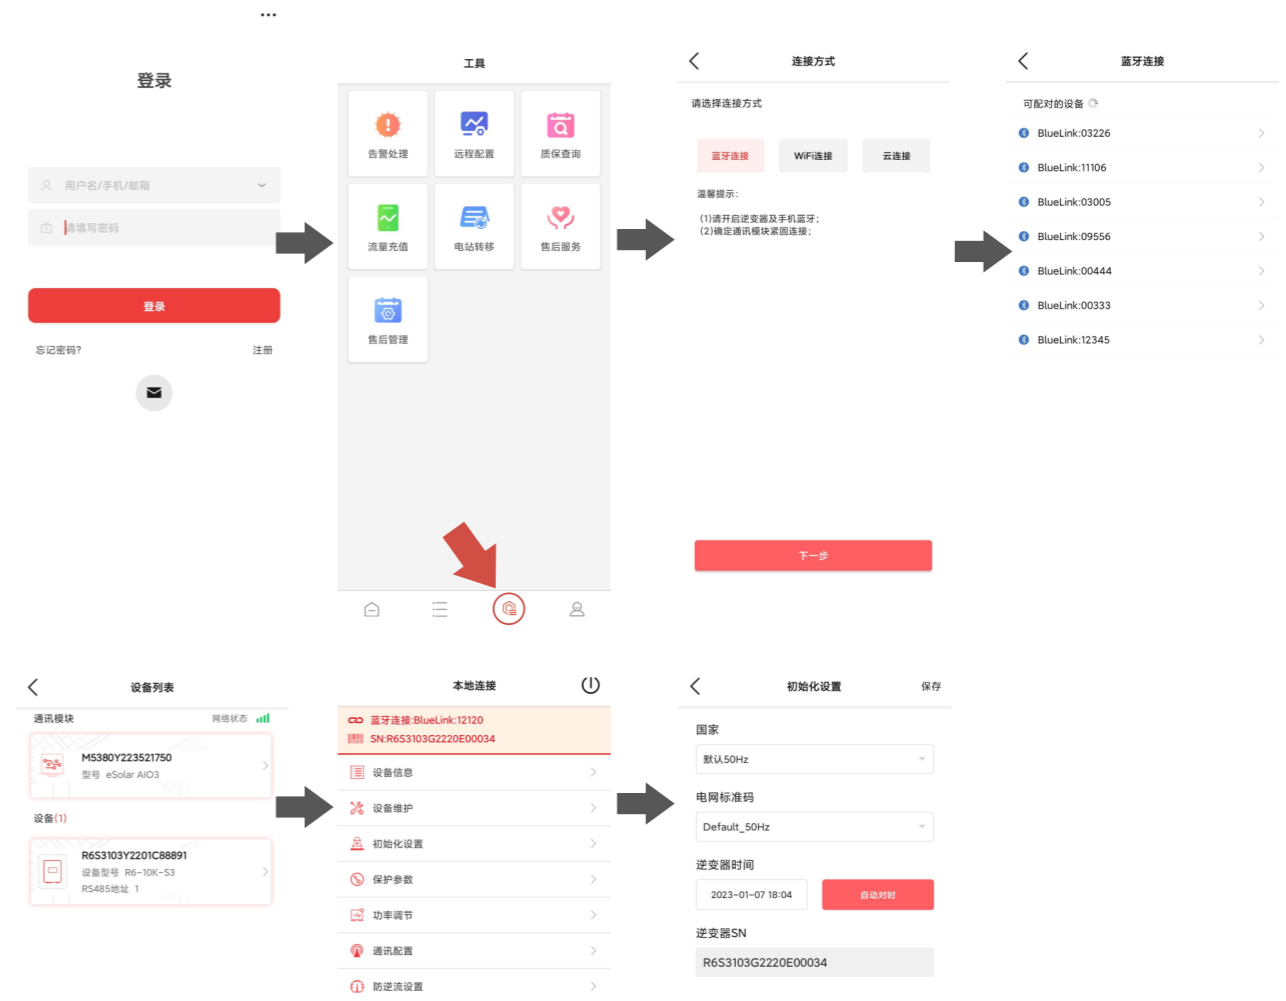 登录
用户名/手机/邮箱
请填写密码
登录
忘记密码?
注册
工具
告警处理
远程配置
质保查询
流量充值
电站转移
售后服务
售后管理
连接方式
请选择连接方式
蓝牙连接
WiFi连接
云连接
温馨提示:
(1)请开启逆变器及手机蓝牙;
(2)确定通讯模块紧固连接;
下一步
蓝牙连接
可配对的设备
BlueLink:03226
BlueLink:11106
BlueLink:03005
BlueLink:09556
BlueLink:00444
BlueLink:00333
BlueLink:12345
设备列表
通讯模块
网络状态
M5380Y223521750
型号 eSolar AIO3
设备(1)
R6S3103Y2201C88891
设备型号 R6-10K-S3
RS485地址 1
本地连接
蓝牙连接:BlueLink:12120
SN:R6S3103G2220E00034
设备信息
设备维护
初始化设置
保护参数
功率调节
通讯配置
防逆流设置
初始化设置
保存
国家
默认50Hz
电网标准码
Default_50Hz
逆变器时间
2023-01-07 18:04
自动对时
逆变器SN
R6S3103G2220E00034